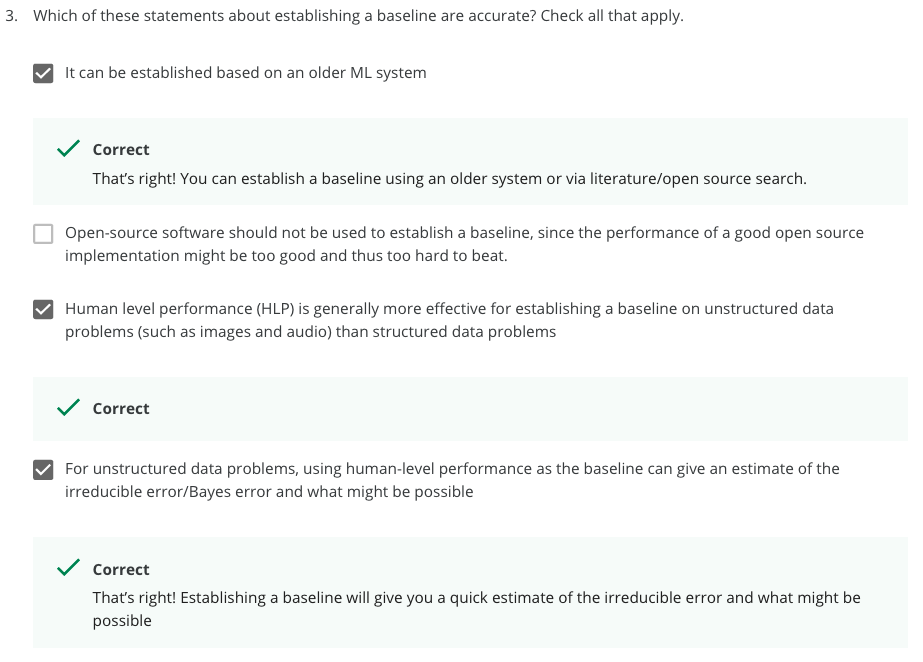 3. Which of these statements about establishing a baseline are accurate? Check all that apply.
It can be established based on an older ML system
Correct
That’s right! You can establish a baseline using an older system or via literature/open source search.
Open-source software should not be used to establish a baseline, since the performance of a good open source
implementation might be too good and thus too hard to beat.
Human level performance (HLP) is generally more effective for establishing a baseline on unstructured data
problems (such as images and audio) than structured data problems
Correct
For unstructured data problems, using human-level performance as the baseline can give an estimate of the
irreducible error/Bayes error and what might be possible
Correct
That’s right! Establishing a baseline will give you a quick estimate of the irreducible error and what might be
possible